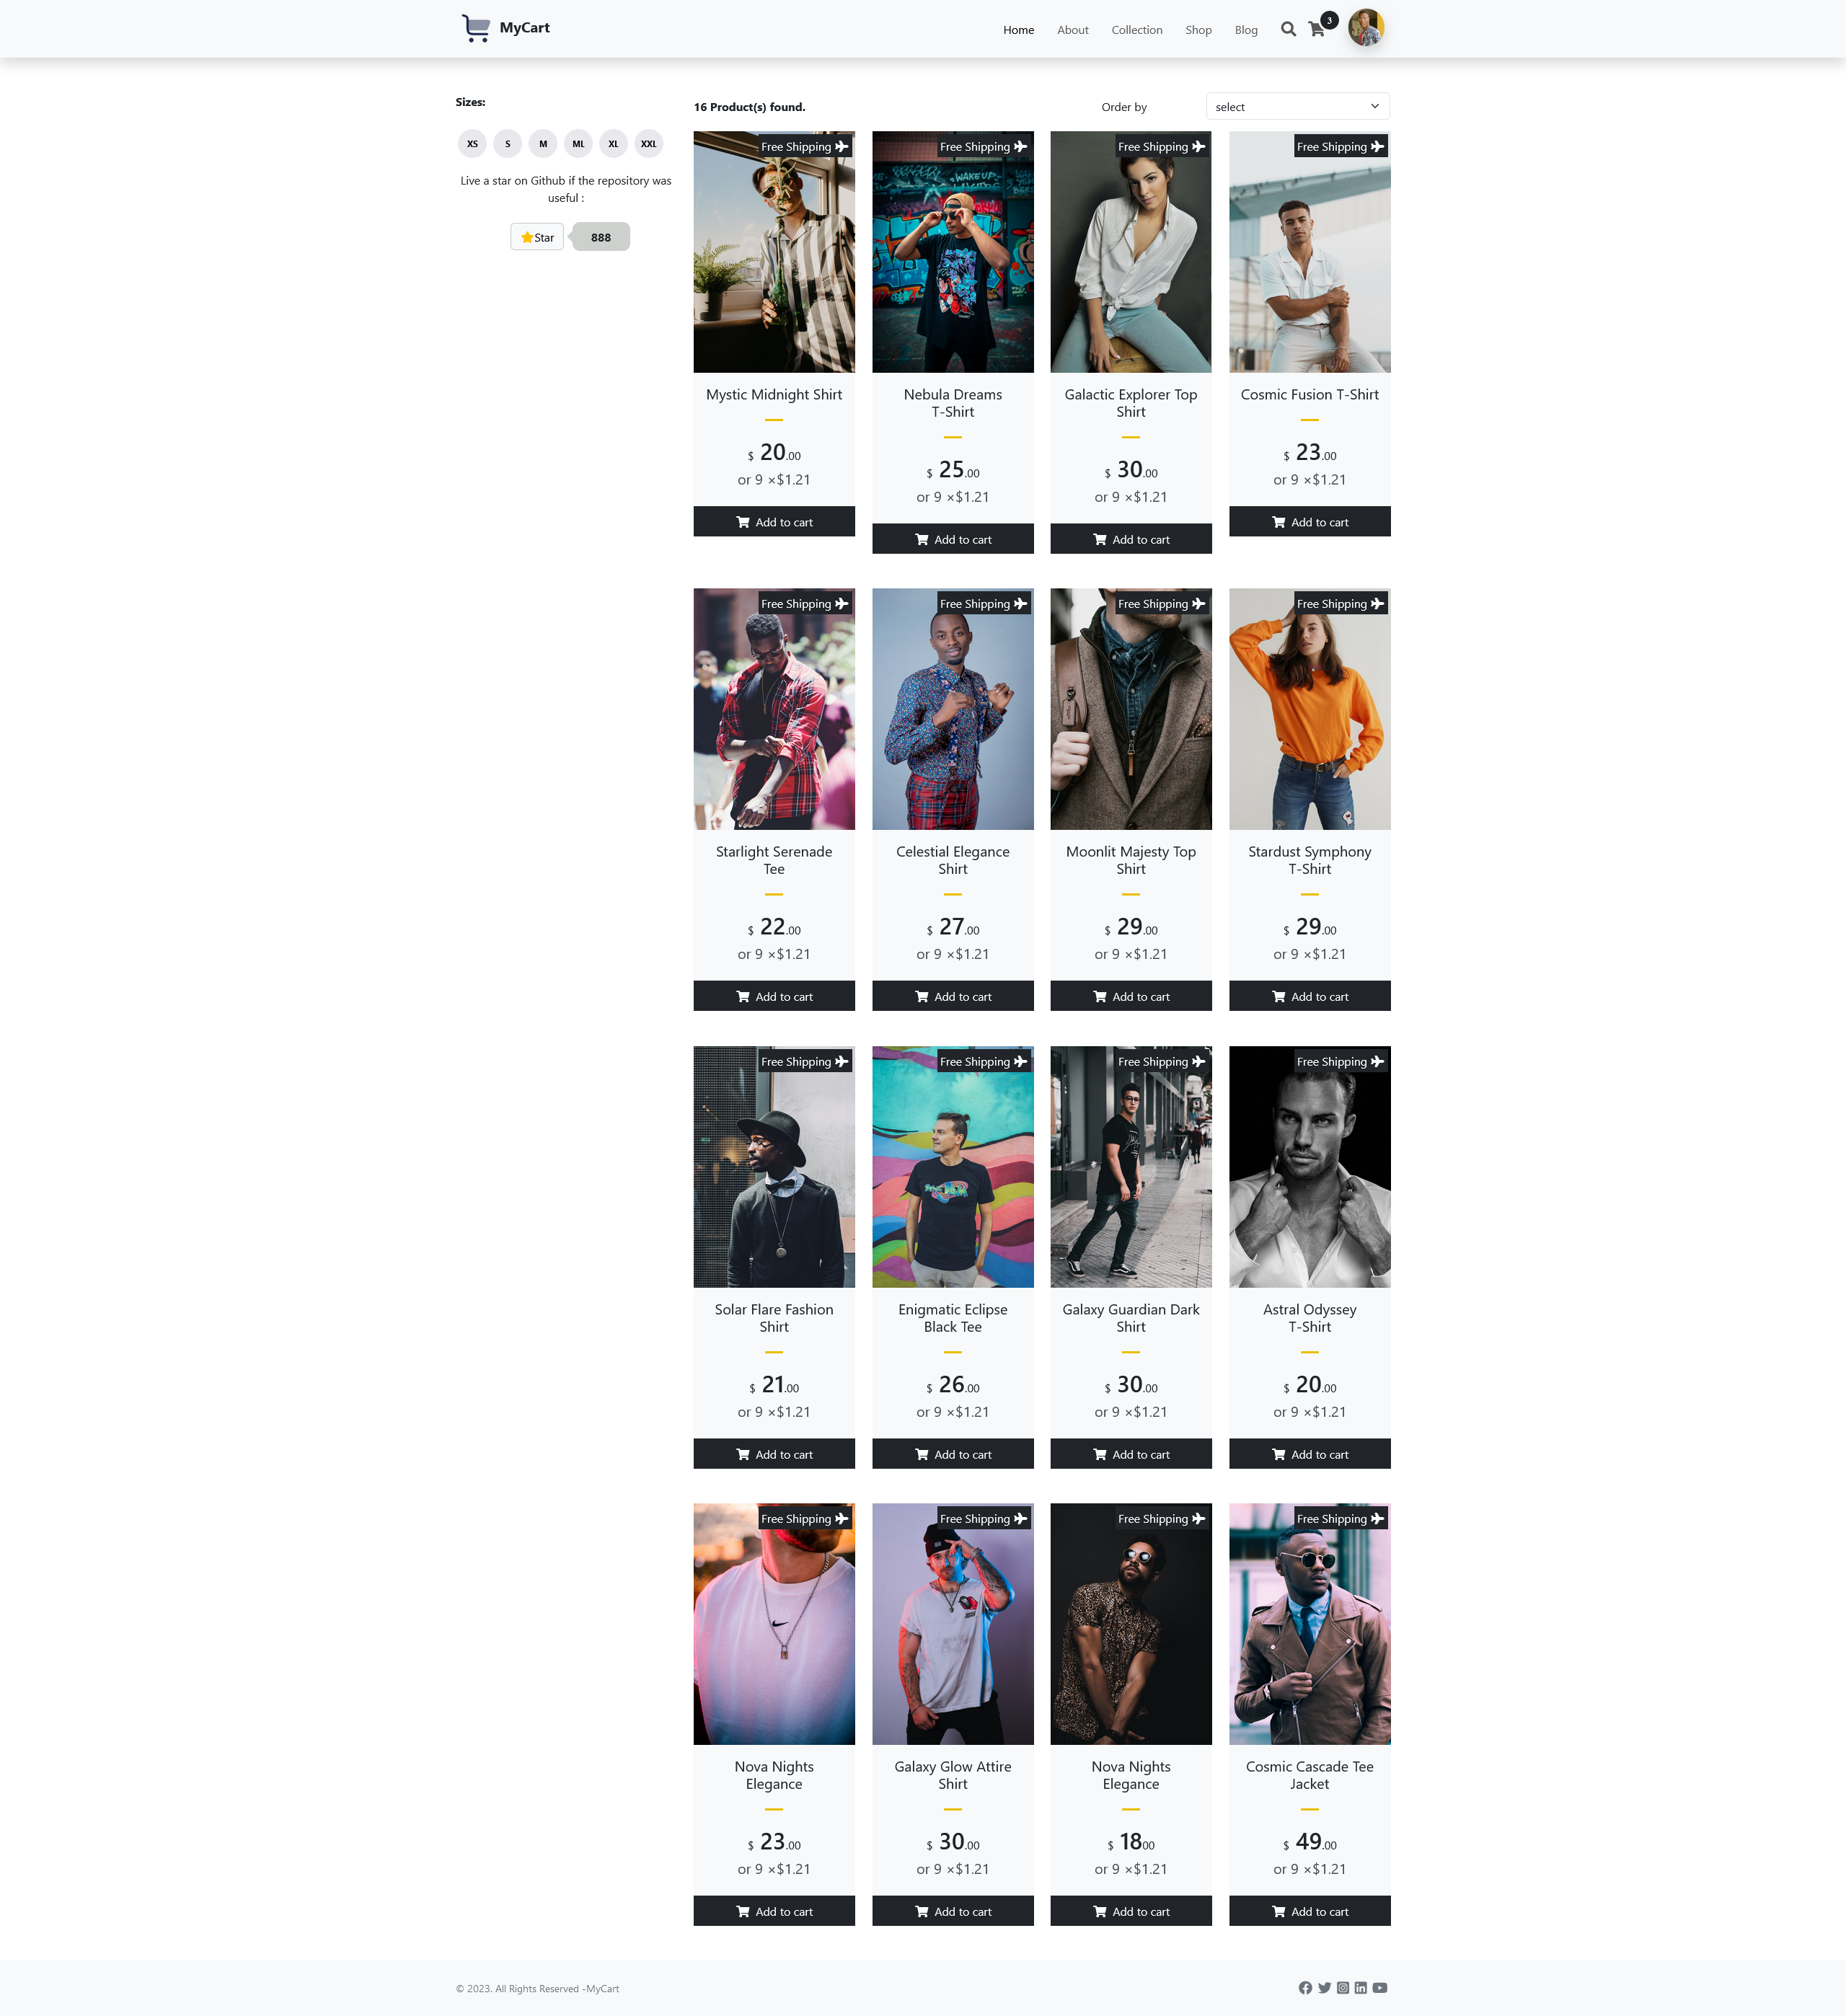 MyCart
Home About Collection Shop Blog 3
Sizes:
XS S M ML XL XXL
Live a star on Github if the repository was
useful :
Star 888
16 Product(s) found.
Order by select
Free Shipping
Mystic Midnight Shirt
$ 20.00
or 9 ×$1.21
Add to cart
Free Shipping
WAKEUP
Nebula Dreams
T-Shirt
$ 25.00
or 9 ×$1.21
Add to cart
Free Shipping
Galactic Explorer Top
Shirt
$ 30.00
or 9 ×$1.21
Add to cart
Free Shipping
Cosmic Fusion T-Shirt
$ 23.00
or 9 ×$1.21
Add to cart
Free Shipping
Starlight Serenade
Tee
$ 22.00
or 9 ×$1.21
Add to cart
Free Shipping
Celestial Elegance
Shirt
$ 27.00
or 9 ×$1.21
Add to cart
Free Shipping
Moonlit Majesty Top
Shirt
$ 29.00
or 9 ×$1.21
Add to cart
Free Shipping
Stardust Symphony
T-Shirt
$ 29.00
or 9 ×$1.21
Add to cart
Free Shipping
Solar Flare Fashion
Shirt
$ 21.00
or 9 ×$1.21
Add to cart
Free Shipping
Enigmatic Eclipse
Black Tee
$ 26.00
or 9 ×$1.21
Add to cart
Free Shipping
Galaxy Guardian Dark
Shirt
$ 30.00
or 9 ×$1.21
Add to cart
Free Shipping
Astral Odyssey
T-Shirt
$ 20.00
or 9 ×$1.21
Add to cart
Free Shipping
Nova Nights
Elegance
$ 23.00
or 9 ×$1.21
Add to cart
Free Shipping
Galaxy Glow Attire
Shirt
$ 30.00
or 9 ×$1.21
Add to cart
Free Shipping
Nova Nights
Elegance
$ 1800
or 9 ×$1.21
Add to cart
Free Shipping
Cosmic Cascade Tee
Jacket
$ 49.00
or 9 ×$1.21
Add to cart
© 2023. All Rights Reserved -MyCart